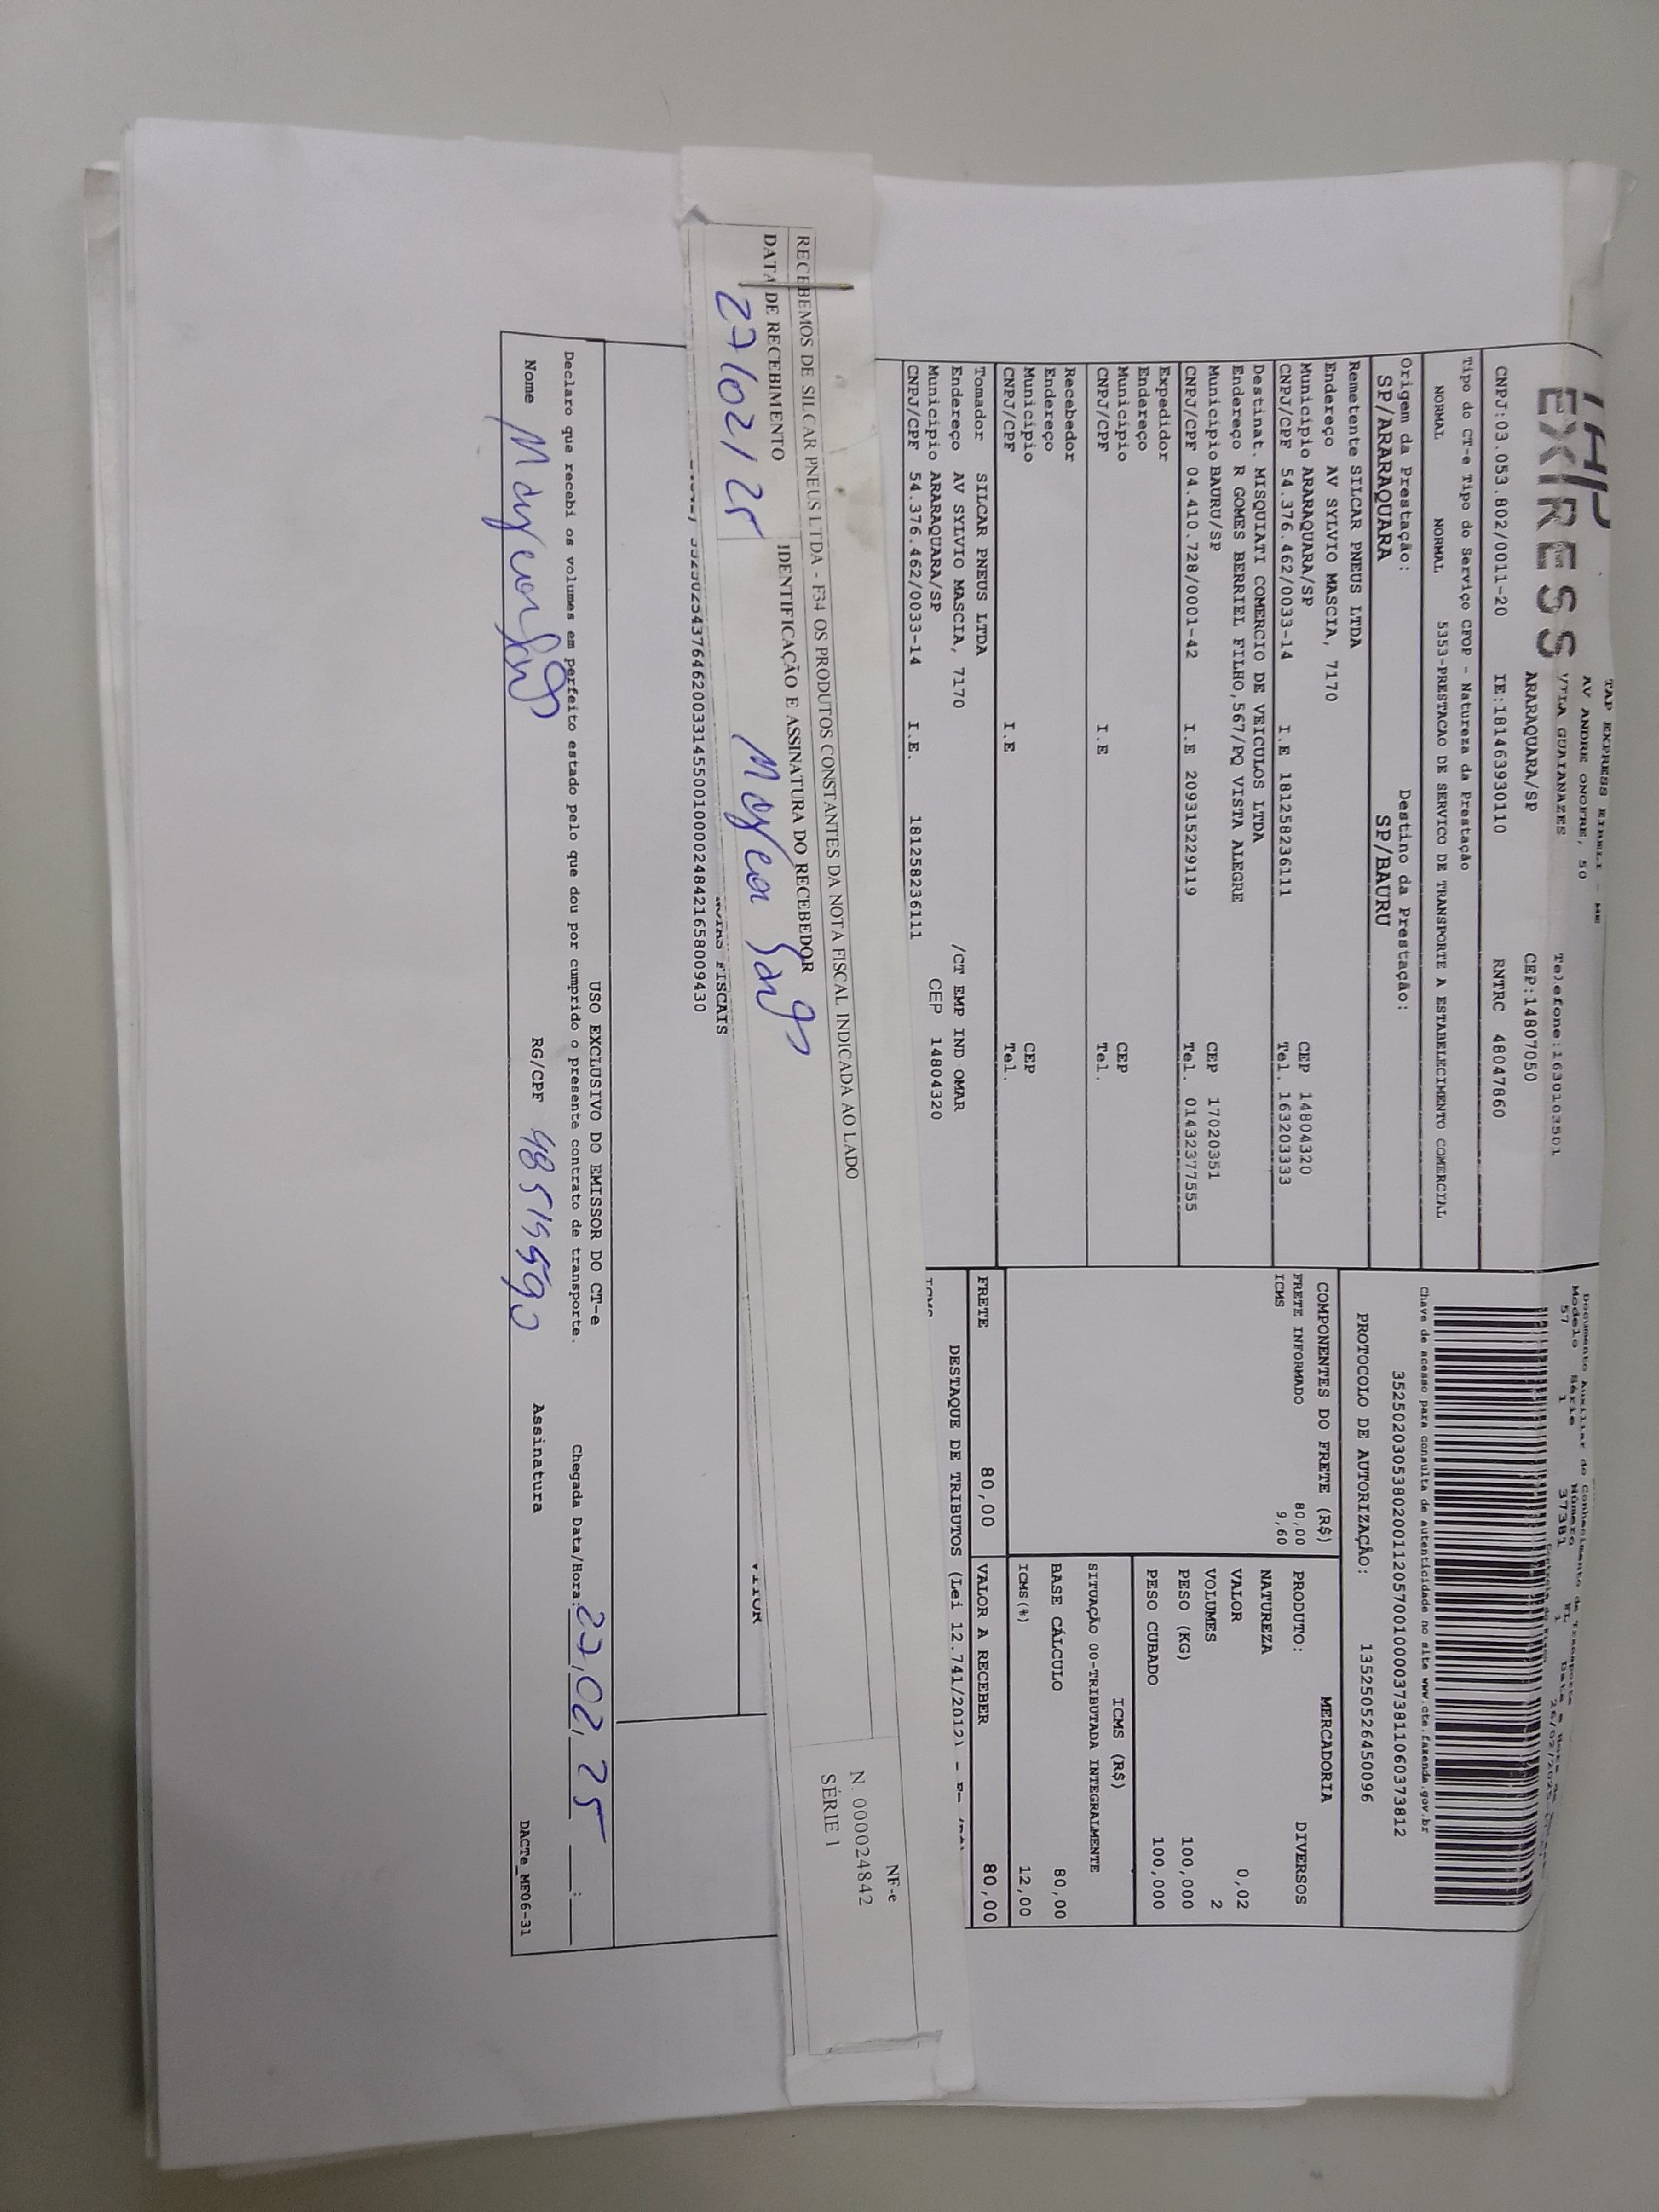 TAP EXPRESS EIRELI - ME
AV ANDRE ONOFRE, 50
VILA GUAIANAZES Telefone:1630103501
ARARAQUARA/SP CEP:14807050
EXPRESS
CNPJ:03.053.802/0011-20 IE:181463930110 RNTRC 48047860
Tipo do CT-e Tipo do Serviço CFOP - Natureza da Prestação
NORMAL NORMAL 5353-PRESTACAO DE SERVICO DE TRANSPORTE A ESTABELECIMENTO COMERCIAL
Origem da Prestação: Destino da Prestação:
SP/ARARAQUARA SP/BAURU
Remetente SILCAR PNEUS LTDA
Endereço AV SYLVIO MASCIA, 7170
Município ARARAQUARA/SP CEP 14804320
CNPJ/CPF 54.376.462/0033-14 I.E 181258236111 Tel. 163203333
Destinat. MISQUIATI COMERCIO DE VEICULOS LTDA
Endereço R GOMES BERRIEL FILHO,567/PQ VISTA ALEGRE
Município BAURU/SP CEP 17020351
CNPJ/CPF 04.410.728/0001-42 I.E 209315229119 Tel. 01432377555
Expedidor
Endereço
Município CEP
CNPJ/CPF I.E Tel.
Recebedor
Endereço
Município CEP
CNPJ/CPF I.E Tel.
Tomador SILCAR PNEUS LTDA
Endereço AV SYLVIO MASCIA, 7170 /CT EMP IND OMAR
Município ARARAQUARA/SP CEP 14804320
CNPJ/CPF 54.376.462/0033-14 I.E. 181258236111
Documento Auxiliar do Conhecimento de Transporte
Modelo Série Número FL
57 1 37381 1
Chave de acesso para consulta de autenticidade no site www.cte.fazenda.gov.br
35250203053802001120570010000373811060373812
PROTOCOLO DE AUTORIZAÇÃO: 135250526450096
COMPONENTES DO FRETE (R$)
FRETE INFORMADO 80,00
ICMS 9,60
MERCADORIA
PRODUTO: DIVERSOS
NATUREZA
VALOR 0,02
VOLUMES 2
PESO (KG) 100,000
PESO CUBADO 100,000
ICMS (R$)
SITUAÇÃO 00-TRIBUTADA INTEGRALMENTE
BASE CÁLCULO 80,00
ICMS(%) 12,00
FRETE 80,00 VALOR A RECEBER 80,00
DESTAQUE DE TRIBUTOS (Lei 12.741/2012)
ICMS
RECEBEMOS DE SILCAR PNEUS LTDA - F34 OS PRODUTOS CONSTANTES DA NOTA FISCAL INDICADA AO LADO
DATA DE RECEBIMENTO IDENTIFICAÇÃO E ASSINATURA DO RECEBEDOR
27/02/25
NF-e
N. 000024842
SÉRIE 1
NOTAS FISCAIS
USO EXCLUSIVO DO EMISSOR DO CT-e
Declaro que recebi os volumes em perfeito estado pelo que dou por cumprido o presente contrato de transporte. Chegada Data/Hora: 27,02,25 :
Nome RG/CPF Assinatura DACTe_MF06-31